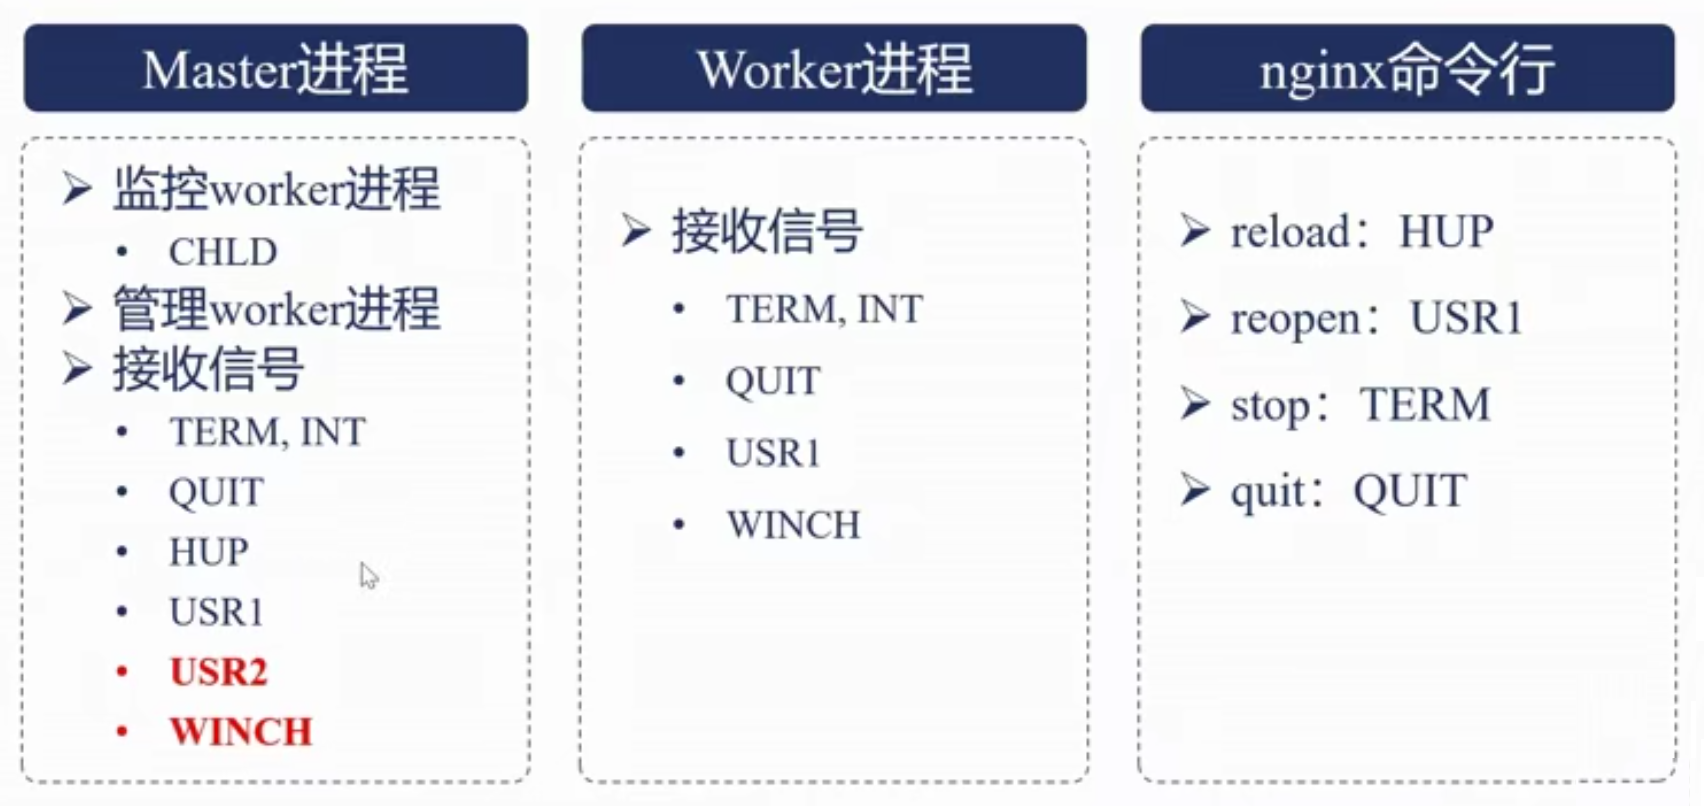 Master进程
监控worker进程
CHLD
管理worker进程
接收信号
TERM, INT
QUIT
HUP
USR1
USR2
WINCH
Worker进程
接收信号
TERM, INT
QUIT
USR1
WINCH
nginx命令行
reload：HUP
reopen：USR1
stop：TERM
quit：QUIT